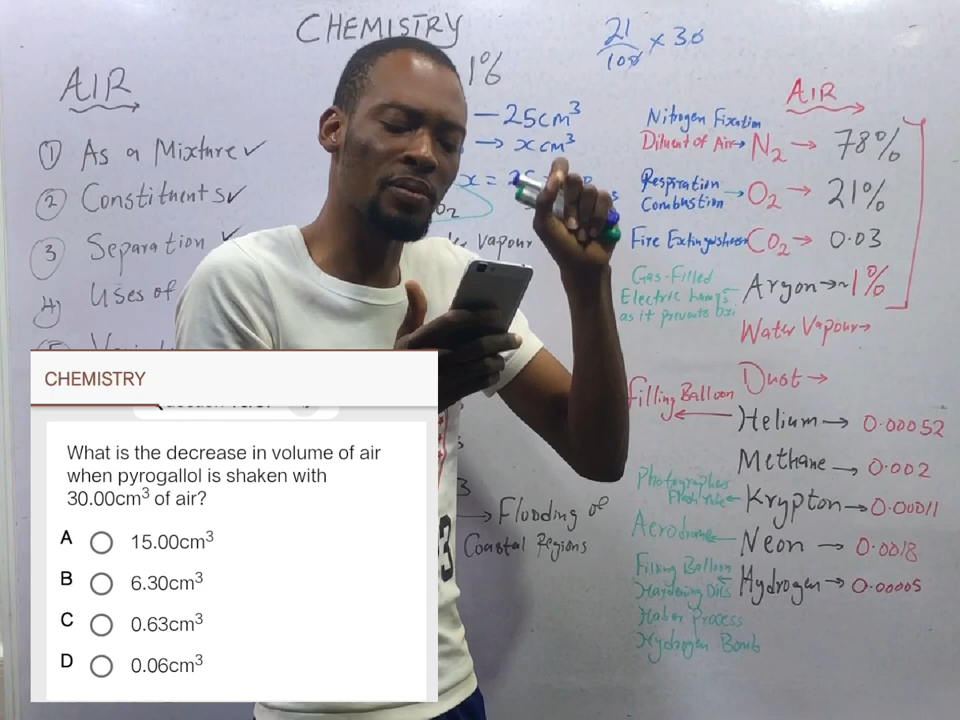 CHEMISTRY
21/100 × 30
1%
AIR
① As a Mixture ✓
② Constituents ✓
③ Separation ✓
④ Uses of
— 25cm³
→ xcm³
x =
Vapour
→ Flooding of
Coastal Regions
AIR
Nitrogen Fixation
Diluent of Air → N₂ → 78%
Respiration
Combustion → O₂ → 21%
Fire Extinguisher CO₂ → 0.03
Gas-Filled
Electric Lamps ← Argon → ~1%
as it prevents
Water Vapour →
Dust →
Filling Balloon ← Helium → 0.00052
Methane → 0.002
Photographers
Flash ← Krypton → 0.00011
Aerodrome ← Neon → 0.0018
Filling Balloon ← Hydrogen → 0.00005
Hardening Oils
Haber Process
Hydrogen Bomb
CHEMISTRY
What is the decrease in volume of air
when pyrogallol is shaken with
30.00cm³ of air?
A 15.00cm³
B 6.30cm³
C 0.63cm³
D 0.06cm³